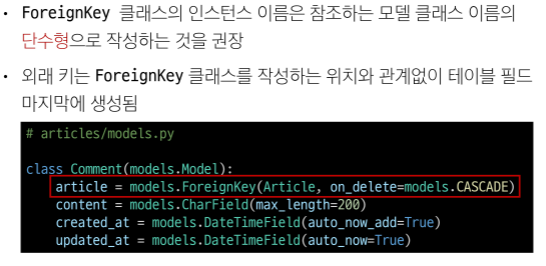 • ForeignKey 클래스의 인스턴스 이름은 참조하는 모델 클래스 이름의
단수형으로 작성하는 것을 권장
• 외래 키는 ForeignKey 클래스를 작성하는 위치와 관계없이 테이블 필드
마지막에 생성됨
# articles/models.py
class Comment(models.Model):
    article = models.ForeignKey(Article, on_delete=models.CASCADE)
    content = models.CharField(max_length=200)
    created_at = models.DateTimeField(auto_now_add=True)
    updated_at = models.DateTimeField(auto_now=True)